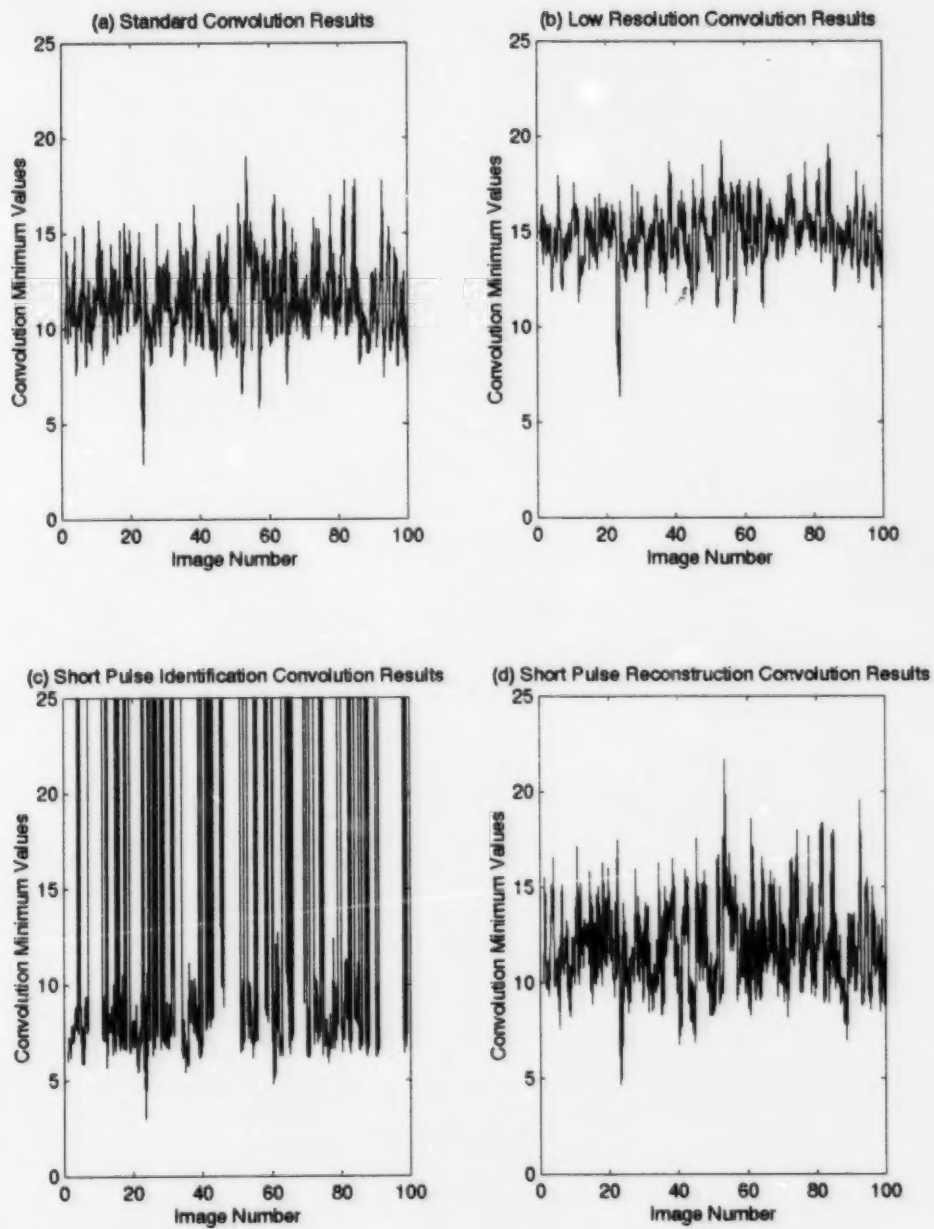 (a) Standard Convolution Results
25
20
15
10
5
0
Convolution Minimum Values
0 20 40 60 80 100
Image Number
(b) Low Resolution Convolution Results
25
20
15
10
5
0
Convolution Minimum Values
0 20 40 60 80 100
Image Number
(c) Short Pulse Identification Convolution Results
25
20
15
10
5
0
Convolution Minimum Values
0 20 40 60 80 100
Image Number
(d) Short Pulse Reconstruction Convolution Results
25
20
15
10
5
0
Convolution Minimum Values
0 20 40 60 80 100
Image Number